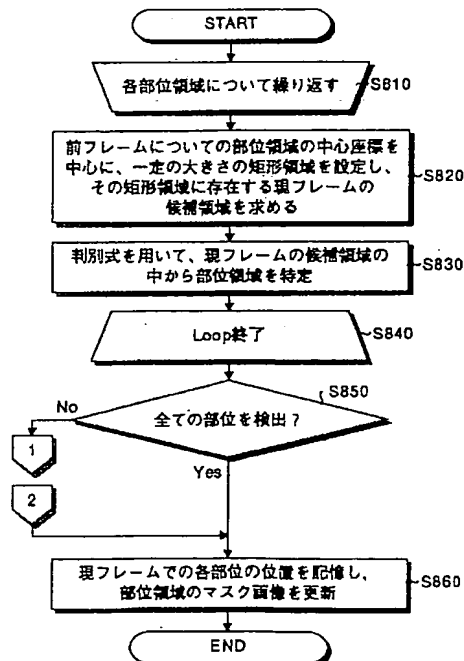 START
各部位領域について繰り返す
S810
前フレームについての部位領域の中心座標を
中心に、一定の大きさの矩形領域を設定し、
その矩形領域に存在する現フレームの
候補領域を求める
S820
判別式を用いて、現フレームの候補領域の
中から部位領域を特定
S830
Loop終了
S840
S850
全ての部位を検出？
No
1
Yes
2
現フレームでの各部位の位置を記憶し、
部位領域のマスク画像を更新
S860
END